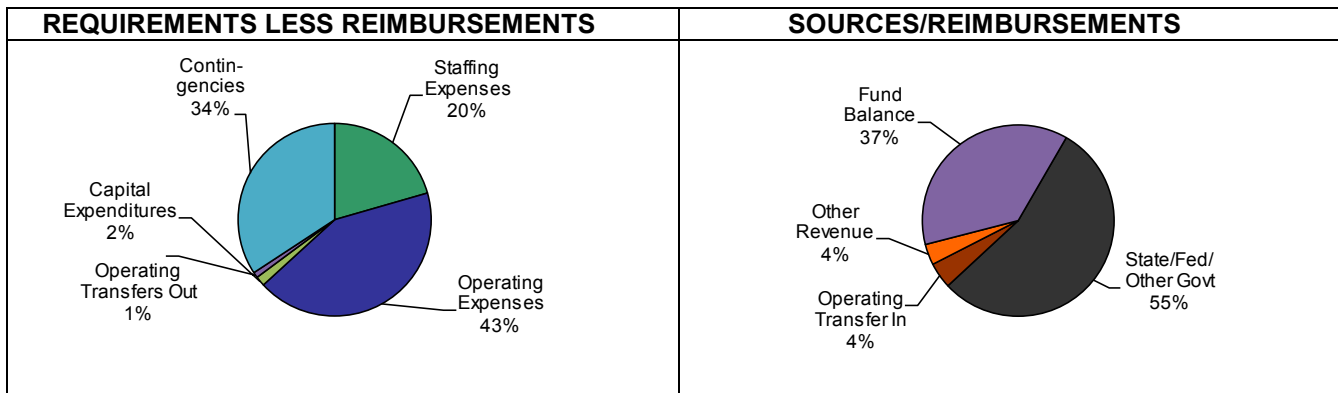 REQUIREMENTS LESS REIMBURSEMENTS
Contin-
gencies
34%
Staffing
Expenses
20%
Capital
Expenditures
2%
Operating
Transfers Out
1%
Operating
Expenses
43%
SOURCES/REIMBURSEMENTS
Fund
Balance
37%
Other
Revenue
4%
Operating
Transfer In
4%
State/Fed/
Other Govt
55%